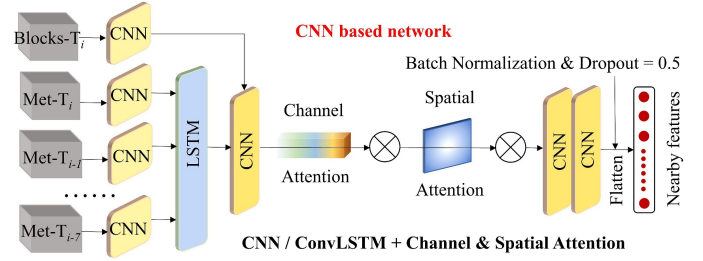 Blocks-Ti
CNN
CNN based network
Batch Normalization & Dropout = 0.5
Met-Ti
CNN
Met-Ti-1
CNN
......
Met-Ti-7
CNN
LSTM
CNN
Channel
Attention
Spatial
Attention
CNN
CNN
Flatten
Nearby features
CNN / ConvLSTM + Channel & Spatial Attention